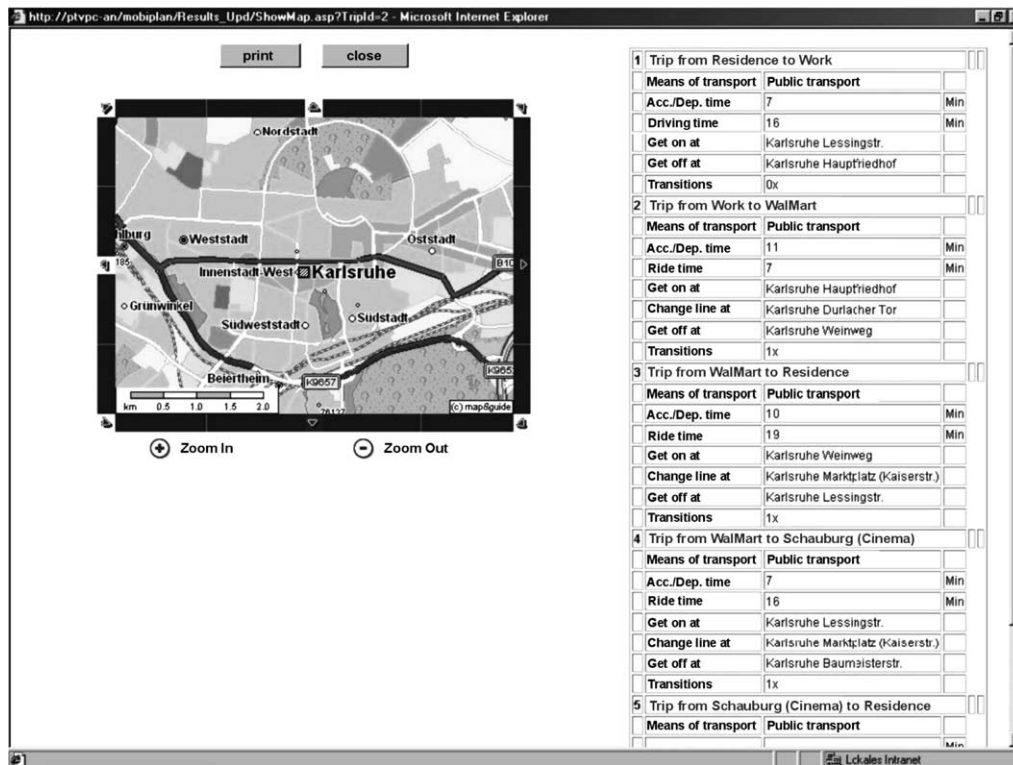 http://ptvpc-an/mobiplan/Results_Upd/ShowMap.asp?TripId=2 - Microsoft Internet Explorer
print close
Nordstadt
Weststadt
Oststadt
Innenstadt-West Karlsruhe
Grünwinkel
Südweststadt
Südstadt
Beiertheim
K9657
76137
km 0.5 1.0 1.5 2.0
(c) map&guide
Zoom In Zoom Out
1 Trip from Residence to Work
Means of transport Public transport
Acc./Dep. time 7 Min
Driving time 16 Min
Get on at Karlsruhe Lessingstr.
Get off at Karlsruhe Hauptfriedhof
Transitions 0x
2 Trip from Work to WalMart
Means of transport Public transport
Acc./Dep. time 11 Min
Ride time 7 Min
Get on at Karlsruhe Hauptfriedhof
Change line at Karlsruhe Durlacher Tor
Get off at Karlsruhe Weinweg
Transitions 1x
3 Trip from WalMart to Residence
Means of transport Public transport
Acc./Dep. time 10 Min
Ride time 19 Min
Get on at Karlsruhe Weinweg
Change line at Karlsruhe Marktplatz (Kaiserstr.)
Get off at Karlsruhe Lessingstr.
Transitions 1x
4 Trip from WalMart to Schauburg (Cinema)
Means of transport Public transport
Acc./Dep. time 7 Min
Ride time 16 Min
Get on at Karlsruhe Lessingstr.
Change line at Karlsruhe Marktplatz (Kaiserstr.)
Get off at Karlsruhe Baumeisterstr.
Transitions 1x
5 Trip from Schauburg (Cinema) to Residence
Means of transport Public transport
Min
Lokales Intranet